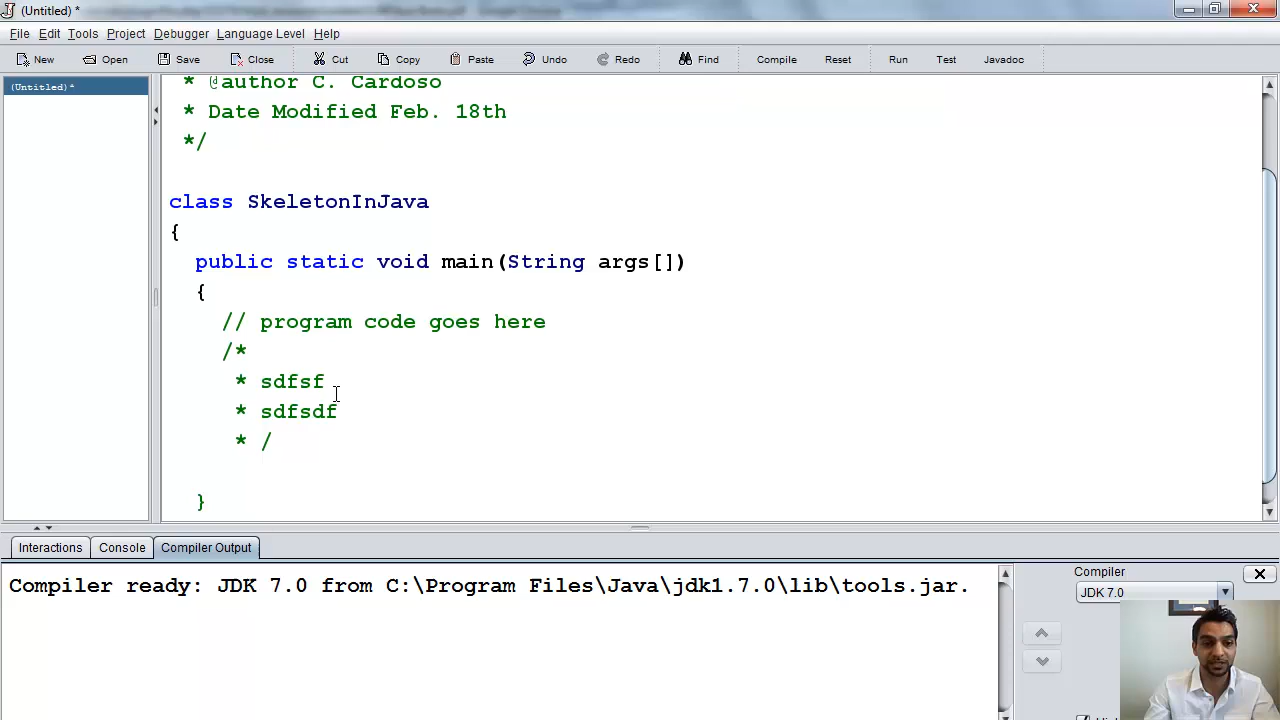 (Untitled) *
File Edit Tools Project Debugger Language Level Help
New Open Save Close Cut Copy Paste Undo Redo Find Compile Reset Run Test Javadoc
(Untitled)*
* @author C. Cardoso
* Date Modified Feb. 18th
*/
class SkeletonInJava
{
public static void main(String args[])
{
// program code goes here
/*
* sdfsf
* sdfsdf
* /
}
Interactions Console Compiler Output
Compiler ready: JDK 7.0 from C:\Program Files\Java\jdk1.7.0\lib\tools.jar.
Compiler
JDK 7.0